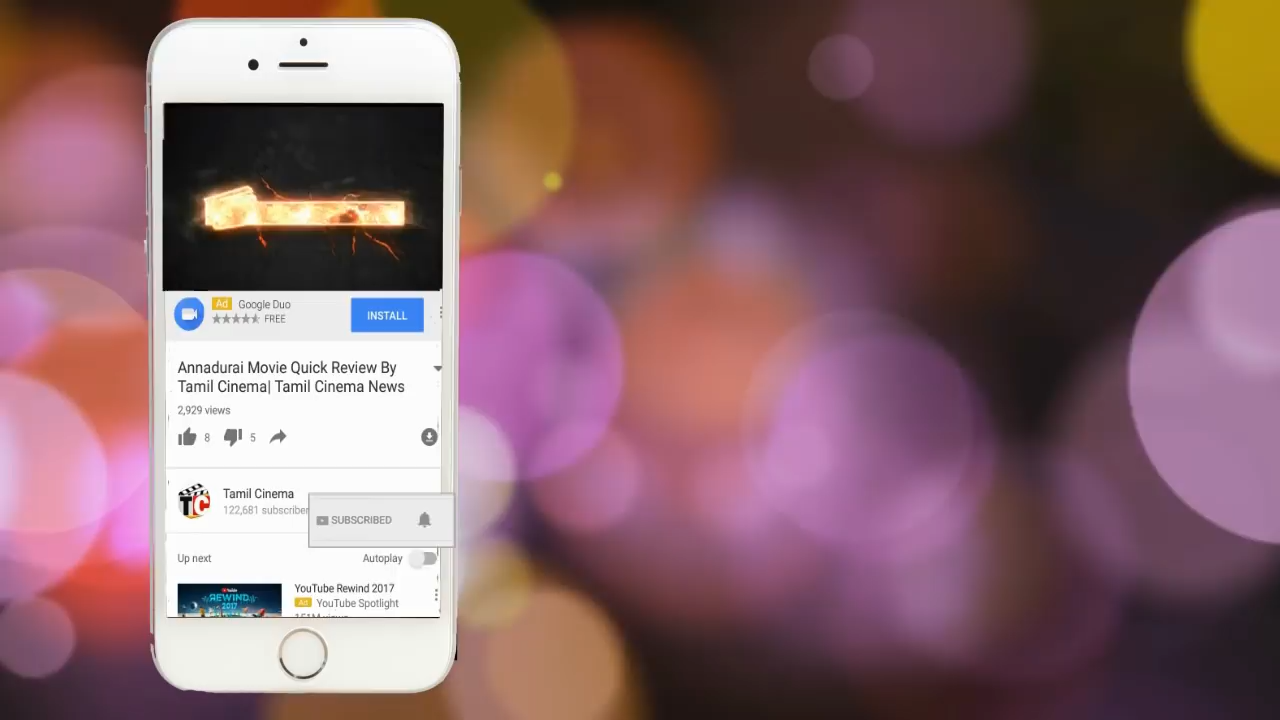 Ad Google Duo
FREE
INSTALL
Annadurai Movie Quick Review By
Tamil Cinema| Tamil Cinema News
2,929 views
8 5
TC
Tamil Cinema
122,681 subscriber
SUBSCRIBED
Up next Autoplay
YouTube Rewind 2017
Ad YouTube Spotlight
REWIND
2017